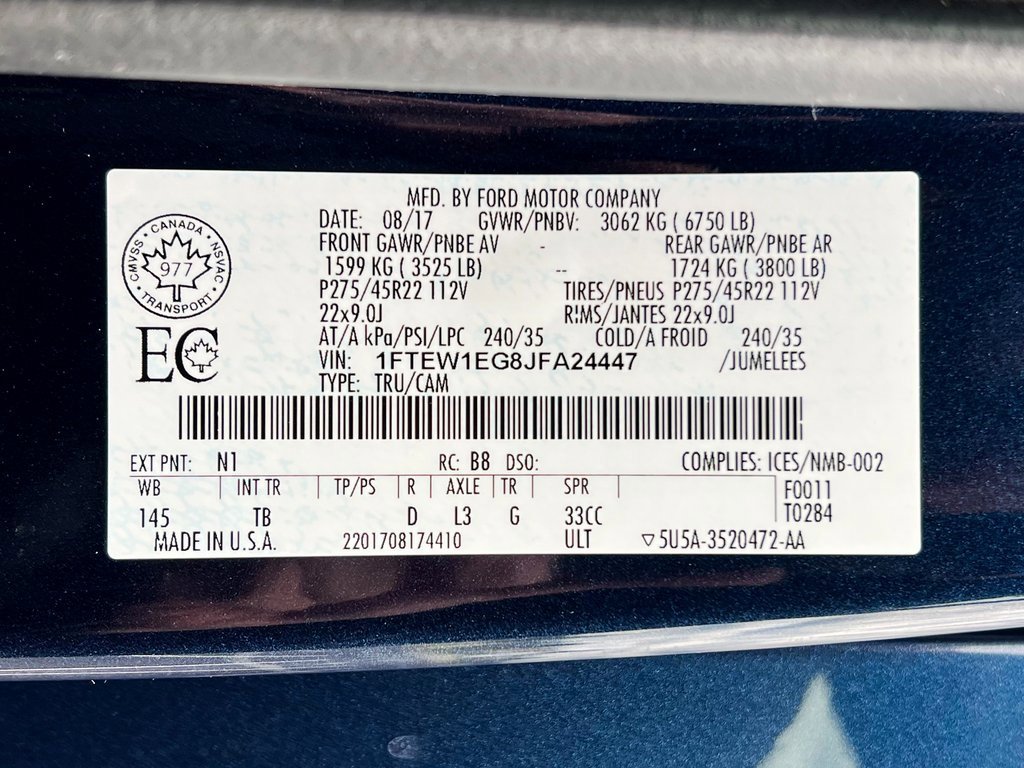 MFD. BY FORD MOTOR COMPANY
DATE: 08/17 GVWR/PNBV: 3062 KG ( 6750 LB)
FRONT GAWR/PNBE AV - REAR GAWR/PNBE AR
1599 KG ( 3525 LB) -- 1724 KG ( 3800 LB)
P275/45R22 112V TIRES/PNEUS P275/45R22 112V
22x9.0J RIMS/JANTES 22x9.0J
AT/A kPa/PSI/LPC 240/35 COLD/A FROID 240/35
VIN: 1FTEW1EG8JFA24447 /JUMELEES
TYPE: TRU/CAM
CANADA
CMVSS · NSVAC
977
TRANSPORT
EC
EXT PNT: N1 RC: B8 DSO: COMPLIES: ICES/NMB-002
WB | INT TR | TP/PS | R | AXLE | TR | SPR | F0011
145 TB D L3 G 33CC T0284
MADE IN U.S.A. 2201708174410 ULT ▽5U5A-3520472-AA